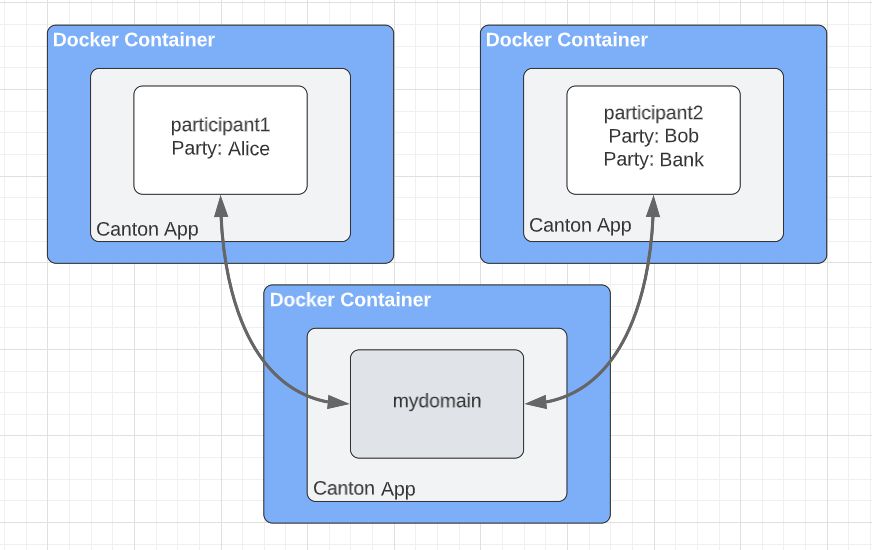 Docker Container
participant1
Party: Alice
Canton App
Docker Container
participant2
Party: Bob
Party: Bank
Canton App
Docker Container
mydomain
Canton App